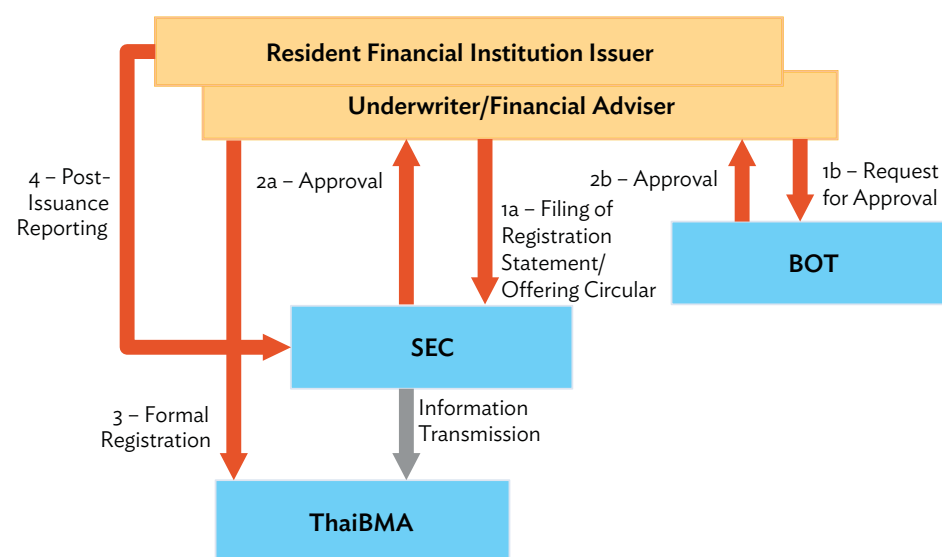 Resident Financial Institution Issuer
Underwriter/Financial Adviser
4 – Post-
Issuance
Reporting
2a – Approval
1a – Filing of
Registration
Statement/
Offering Circular
2b – Approval
1b – Request
for Approval
BOT
SEC
3 – Formal
Registration
Information
Transmission
ThaiBMA